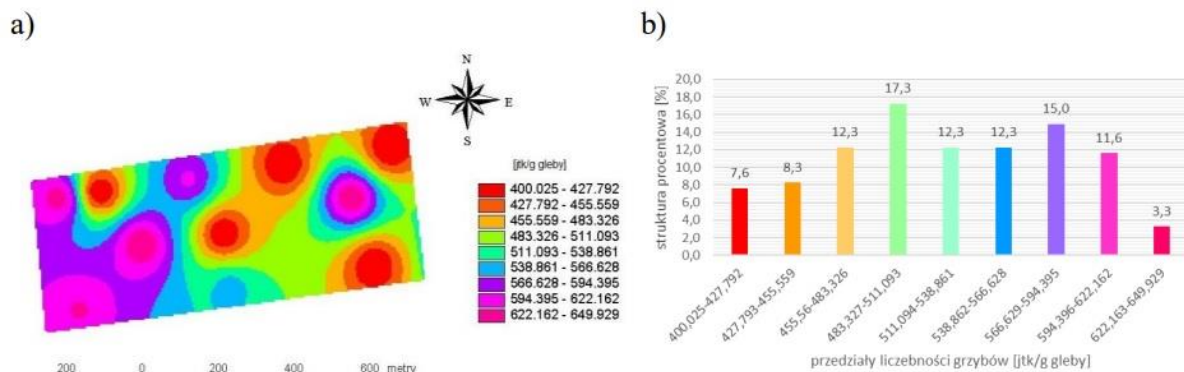 a)
N
W E
S
[jtk/g gleby]
400.025 - 427.792
427.792 - 455.559
455.559 - 483.326
483.326 - 511.093
511.093 - 538.861
538.861 - 566.628
566.628 - 594.395
594.395 - 622.162
622.162 - 649.929
200 0 200 400 600 metry
b)
struktura procentowa [%]
20,0
18,0
16,0
14,0
12,0
10,0
8,0
6,0
4,0
2,0
0,0
7,6
8,3
12,3
17,3
12,3
12,3
15,0
11,6
3,3
400,025-427,792
427,793-455,559
455,56-483,326
483,327-511,093
511,094-538,861
538,862-566,628
566,629-594,395
594,396-622,162
622,163-649,929
przedziały liczebności grzybów [jtk/g gleby]